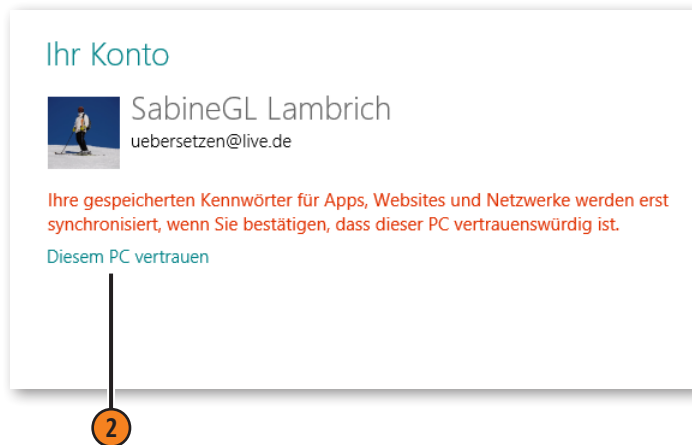 Ihr Konto
SabineGL Lambrich
uebersetzen@live.de
Ihre gespeicherten Kennwörter für Apps, Websites und Netzwerke werden erst
synchronisiert, wenn Sie bestätigen, dass dieser PC vertrauenswürdig ist.
Diesem PC vertrauen
2